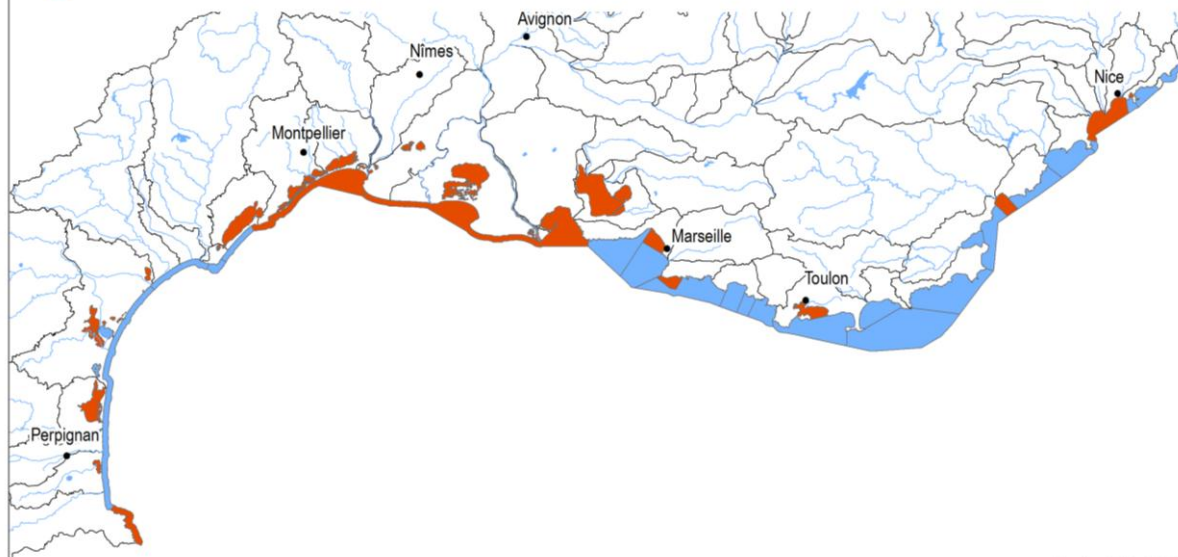 Avignon
Nîmes
Nice
Montpellier
Marseille
Toulon
Perpignan